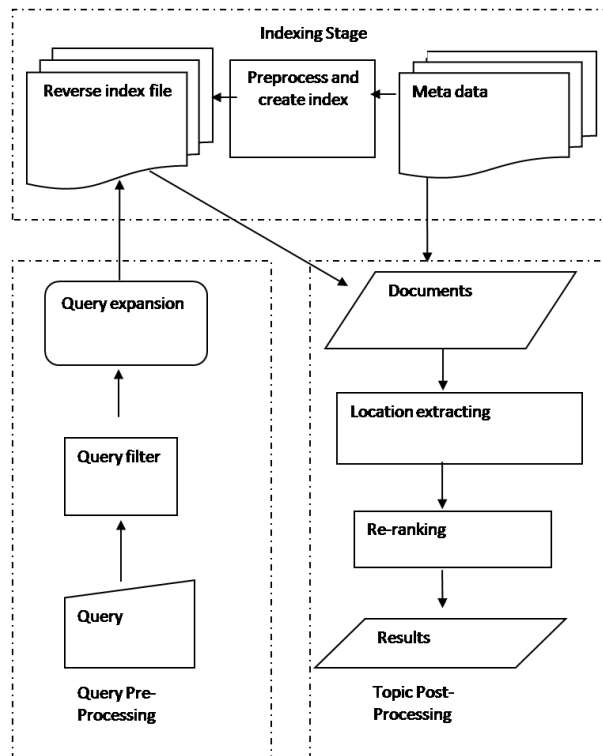 Indexing Stage
Reverse index file
Preprocess and
create index
Meta data
Query expansion
Query filter
Query
Query Pre-
Processing
Documents
Location extracting
Re-ranking
Results
Topic Post-
Processing